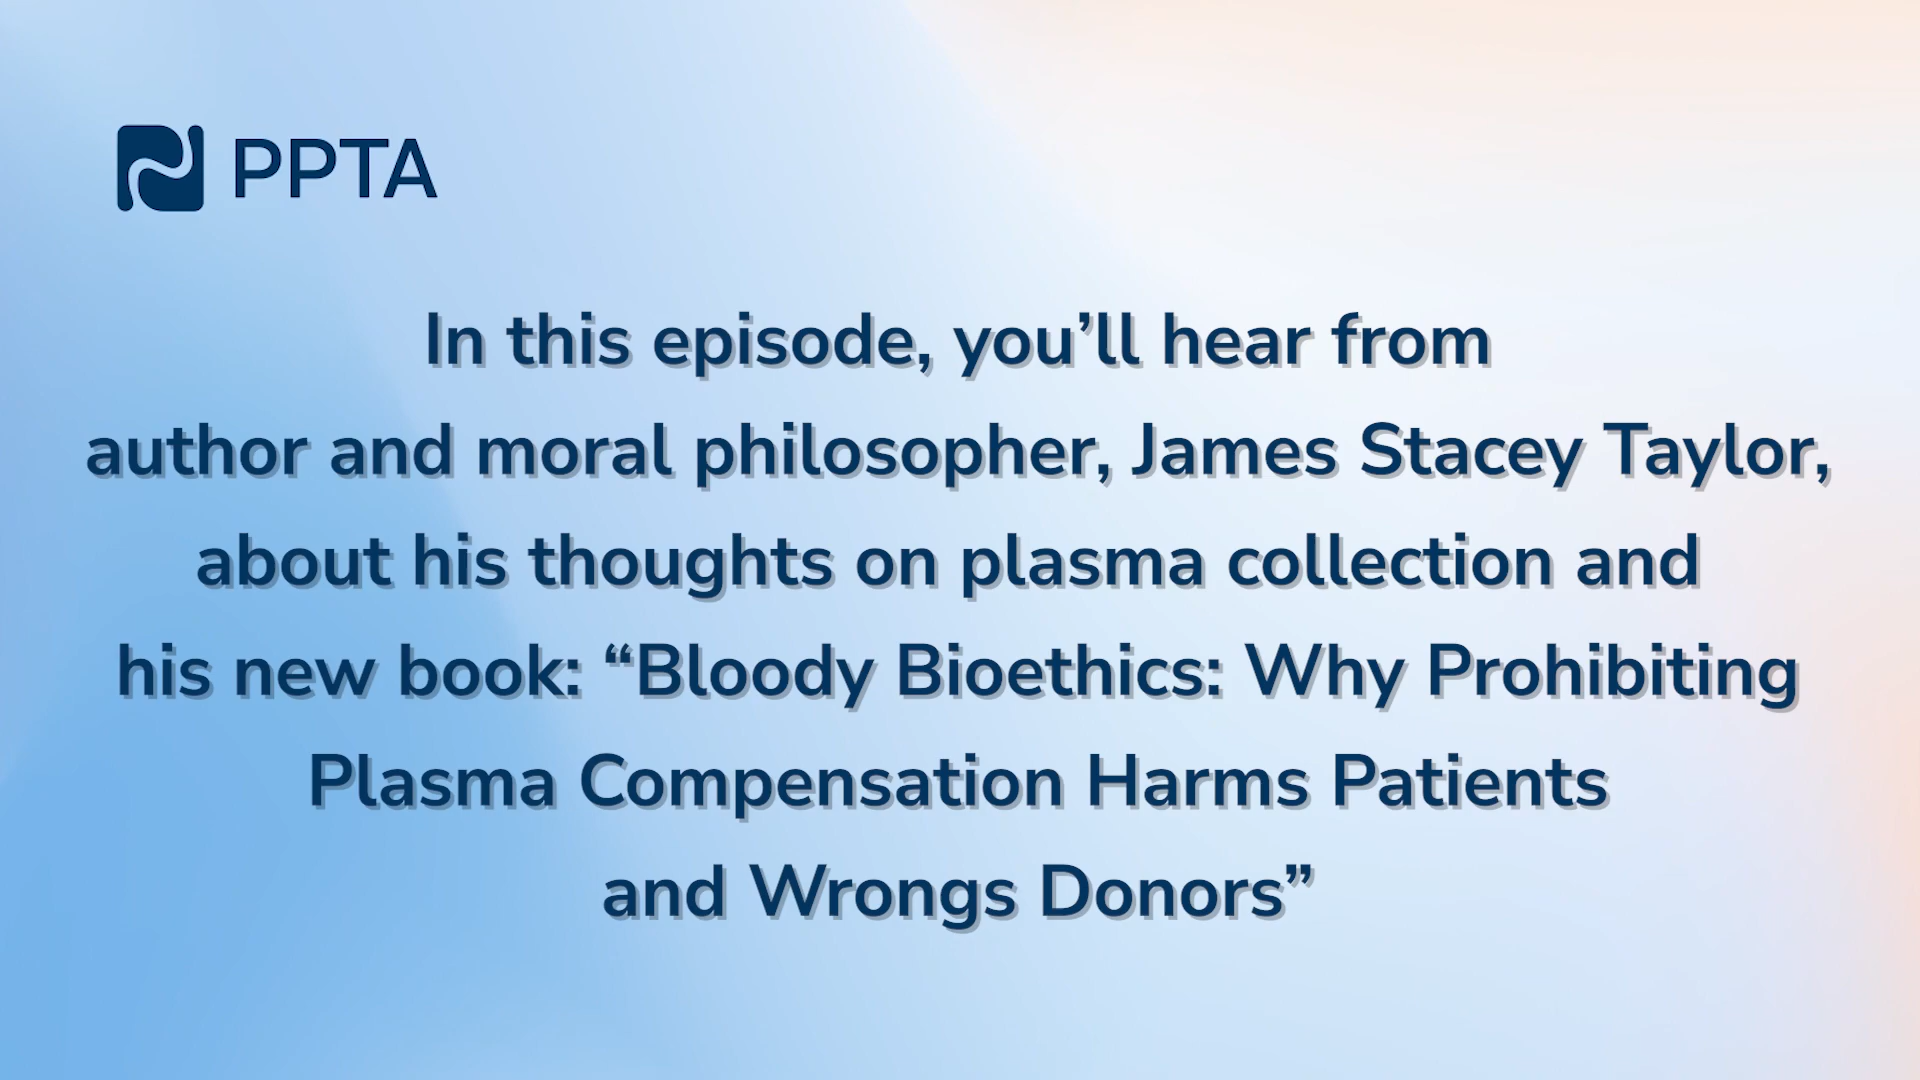 PPTA
In this episode, you’ll hear from
author and moral philosopher, James Stacey Taylor,
about his thoughts on plasma collection and
his new book: “Bloody Bioethics: Why Prohibiting
Plasma Compensation Harms Patients
and Wrongs Donors”